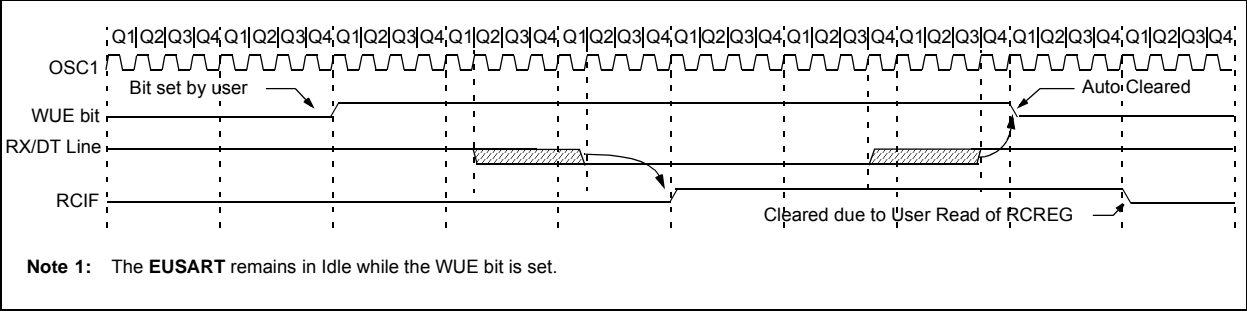 Q1 Q2 Q3 Q4 Q1 Q2 Q3 Q4 Q1 Q2 Q3 Q4 Q1 Q2 Q3 Q4 Q1 Q2 Q3 Q4 Q1 Q2 Q3 Q4 Q1 Q2 Q3 Q4 Q1 Q2 Q3 Q4 Q1 Q2 Q3 Q4 Q1 Q2 Q3 Q4
OSC1
Bit set by user
Auto Cleared
WUE bit
RX/DT Line
RCIF
Cleared due to User Read of RCREG
Note 1: The EUSART remains in Idle while the WUE bit is set.